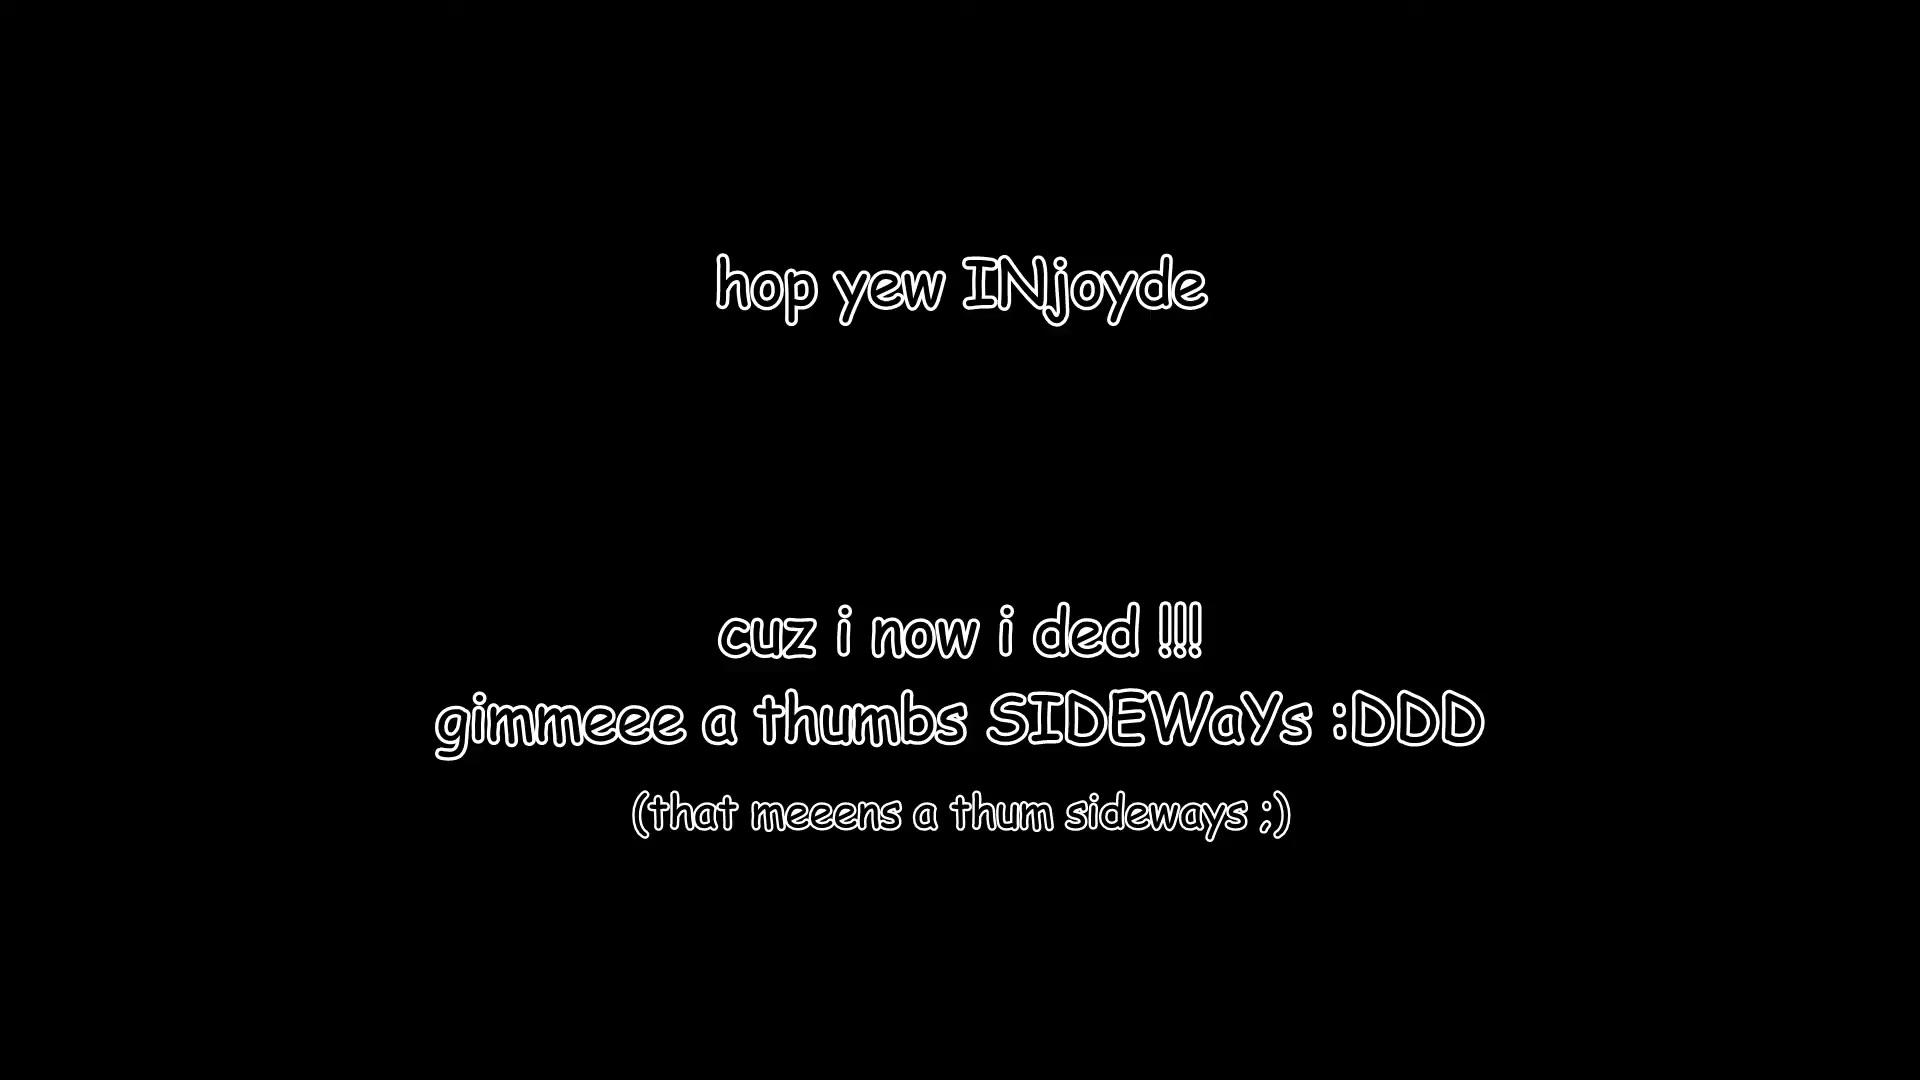 hop yew INjoyde
cuz i now i ded !!!
gimmeee a thumbs SIDEWaYs :DDD
(that meeens a thum sideways ;)